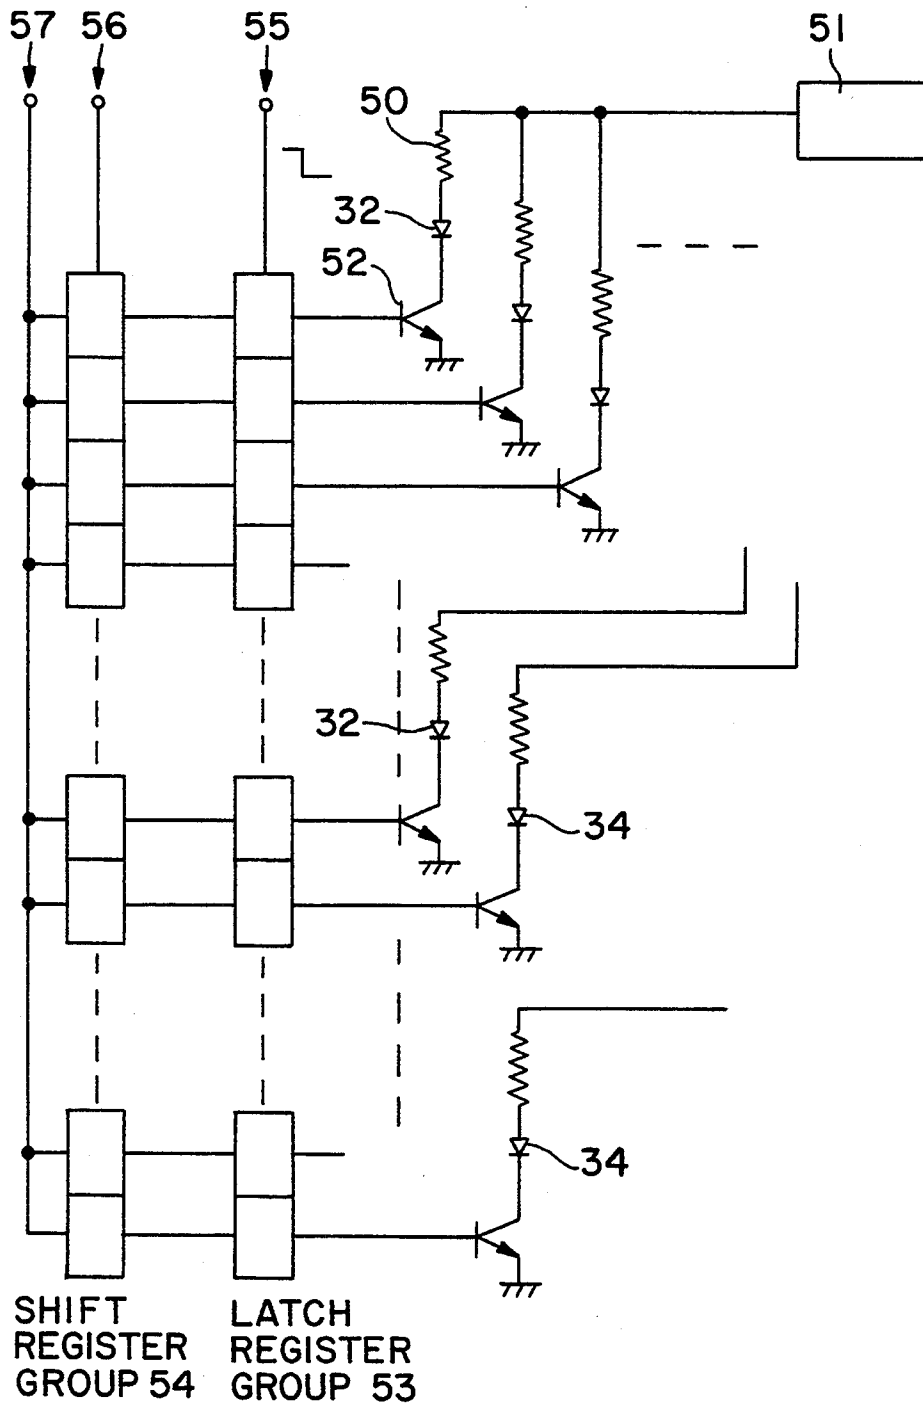 57 56 55 51
50
32
52
32
34
34
SHIFT
REGISTER
GROUP 54
LATCH
REGISTER
GROUP 53